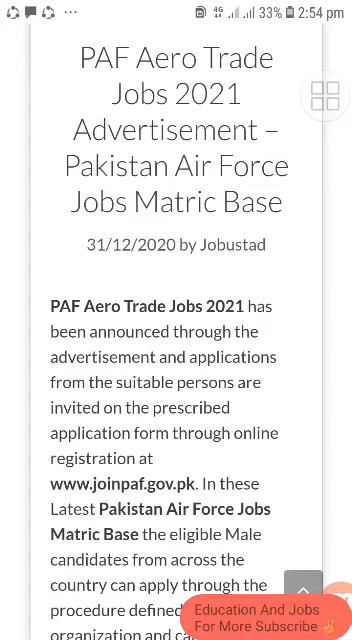 4G 33% 2:54 pm
PAF Aero Trade
Jobs 2021
Advertisement –
Pakistan Air Force
Jobs Matric Base
31/12/2020 by Jobustad
PAF Aero Trade Jobs 2021 has
been announced through the
advertisement and applications
from the suitable persons are
invited on the prescribed
application form through online
registration at
www.joinpaf.gov.pk. In these
Latest Pakistan Air Force Jobs
Matric Base the eligible Male
candidates from across the
country can apply through the
procedure defined
organization and
Education And Jobs
For More Subscribe ✌